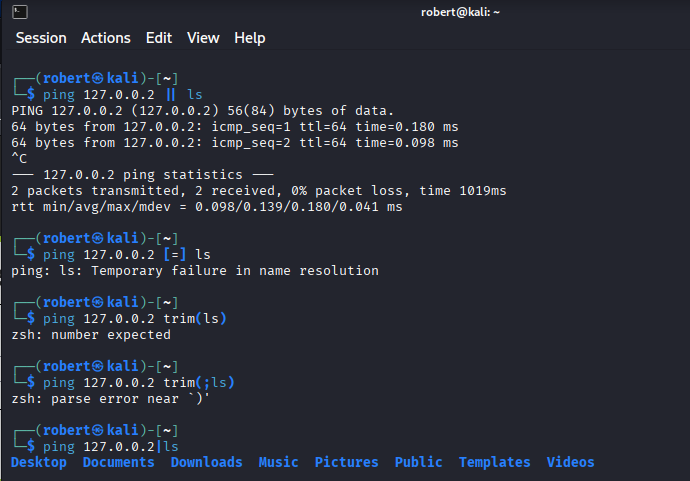 robert@kali: ~
Session Actions Edit View Help
┌──(robert㉿kali)-[~]
└─$ ping 127.0.0.2 || ls
PING 127.0.0.2 (127.0.0.2) 56(84) bytes of data.
64 bytes from 127.0.0.2: icmp_seq=1 ttl=64 time=0.180 ms
64 bytes from 127.0.0.2: icmp_seq=2 ttl=64 time=0.098 ms
^C
--- 127.0.0.2 ping statistics ---
2 packets transmitted, 2 received, 0% packet loss, time 1019ms
rtt min/avg/max/mdev = 0.098/0.139/0.180/0.041 ms
┌──(robert㉿kali)-[~]
└─$ ping 127.0.0.2 [=] ls
ping: ls: Temporary failure in name resolution
┌──(robert㉿kali)-[~]
└─$ ping 127.0.0.2 trim(ls)
zsh: number expected
┌──(robert㉿kali)-[~]
└─$ ping 127.0.0.2 trim(;ls)
zsh: parse error near `)'
┌──(robert㉿kali)-[~]
└─$ ping 127.0.0.2|ls
Desktop Documents Downloads Music Pictures Public Templates Videos